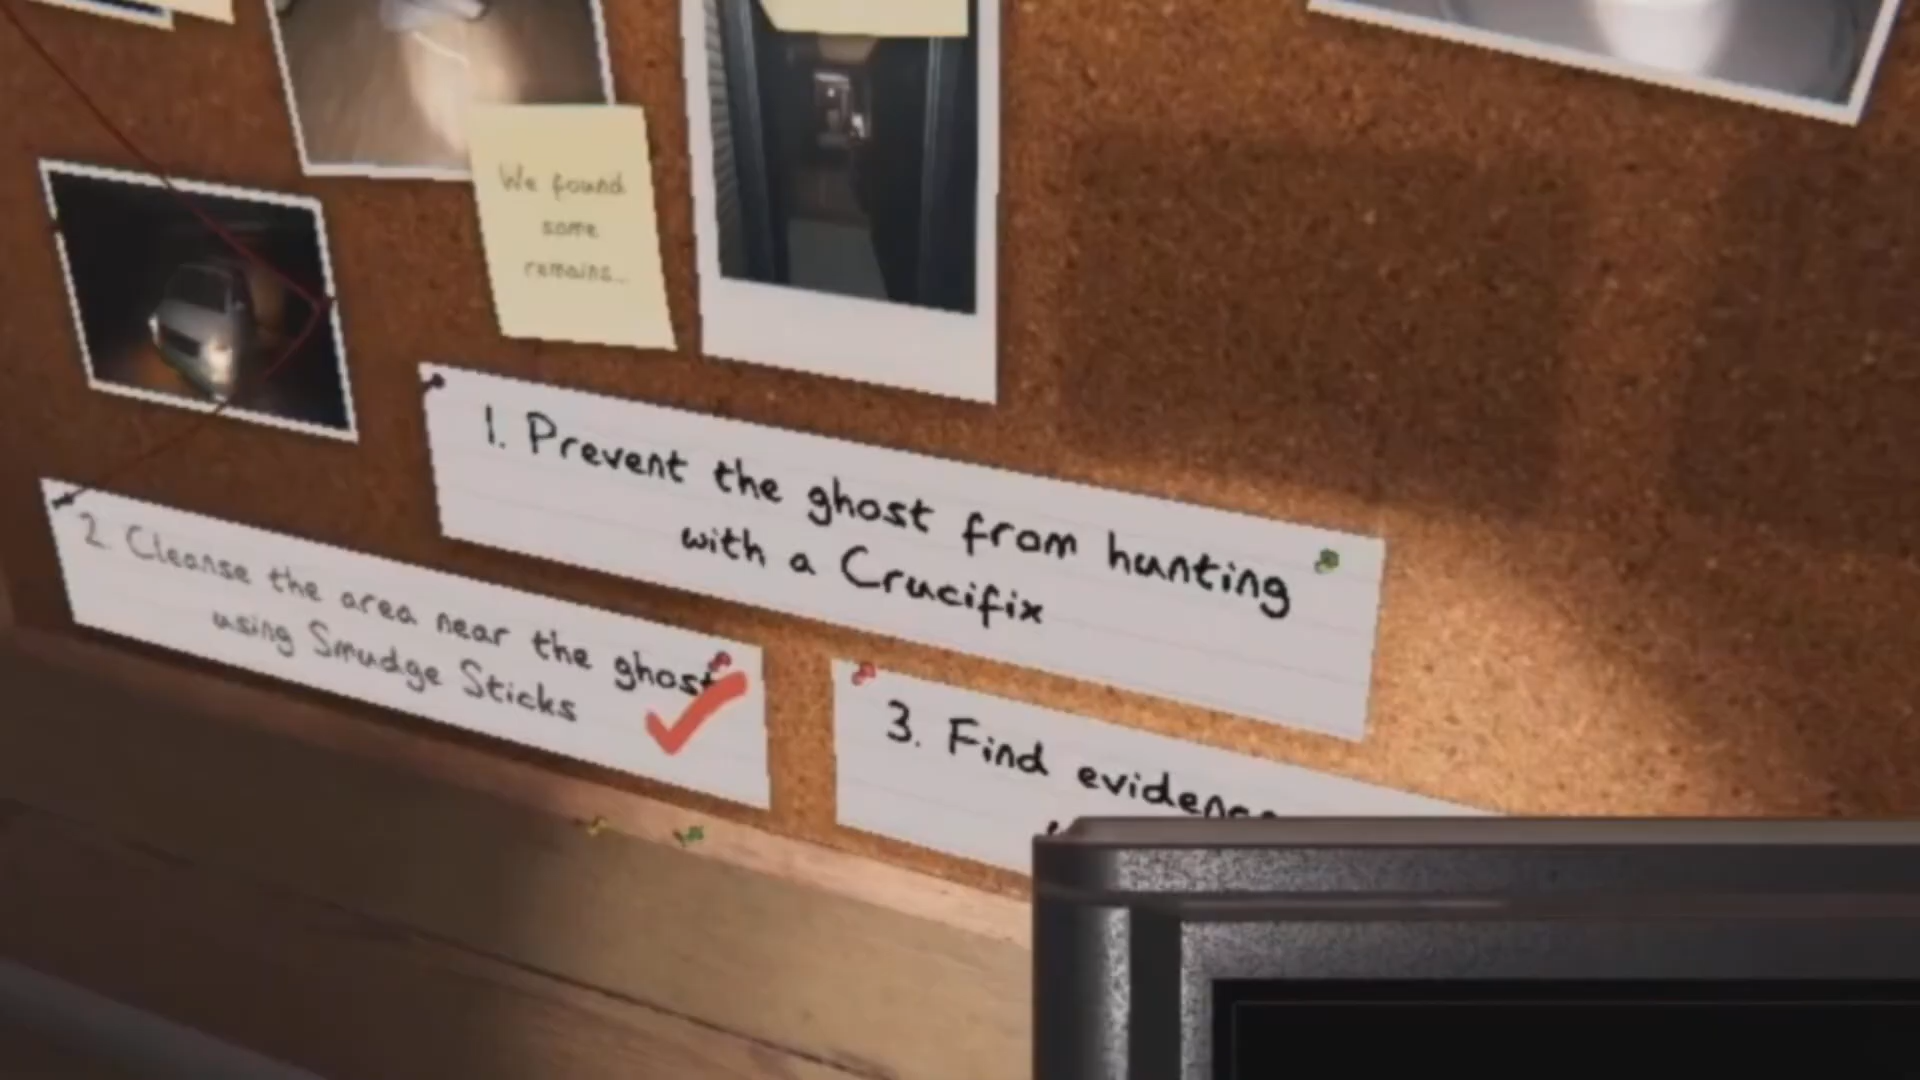 We found
some
remains...
1. Prevent the ghost from hunting
with a Crucifix
2. Cleanse the area near the ghost
using Smudge Sticks
3. Find evidence